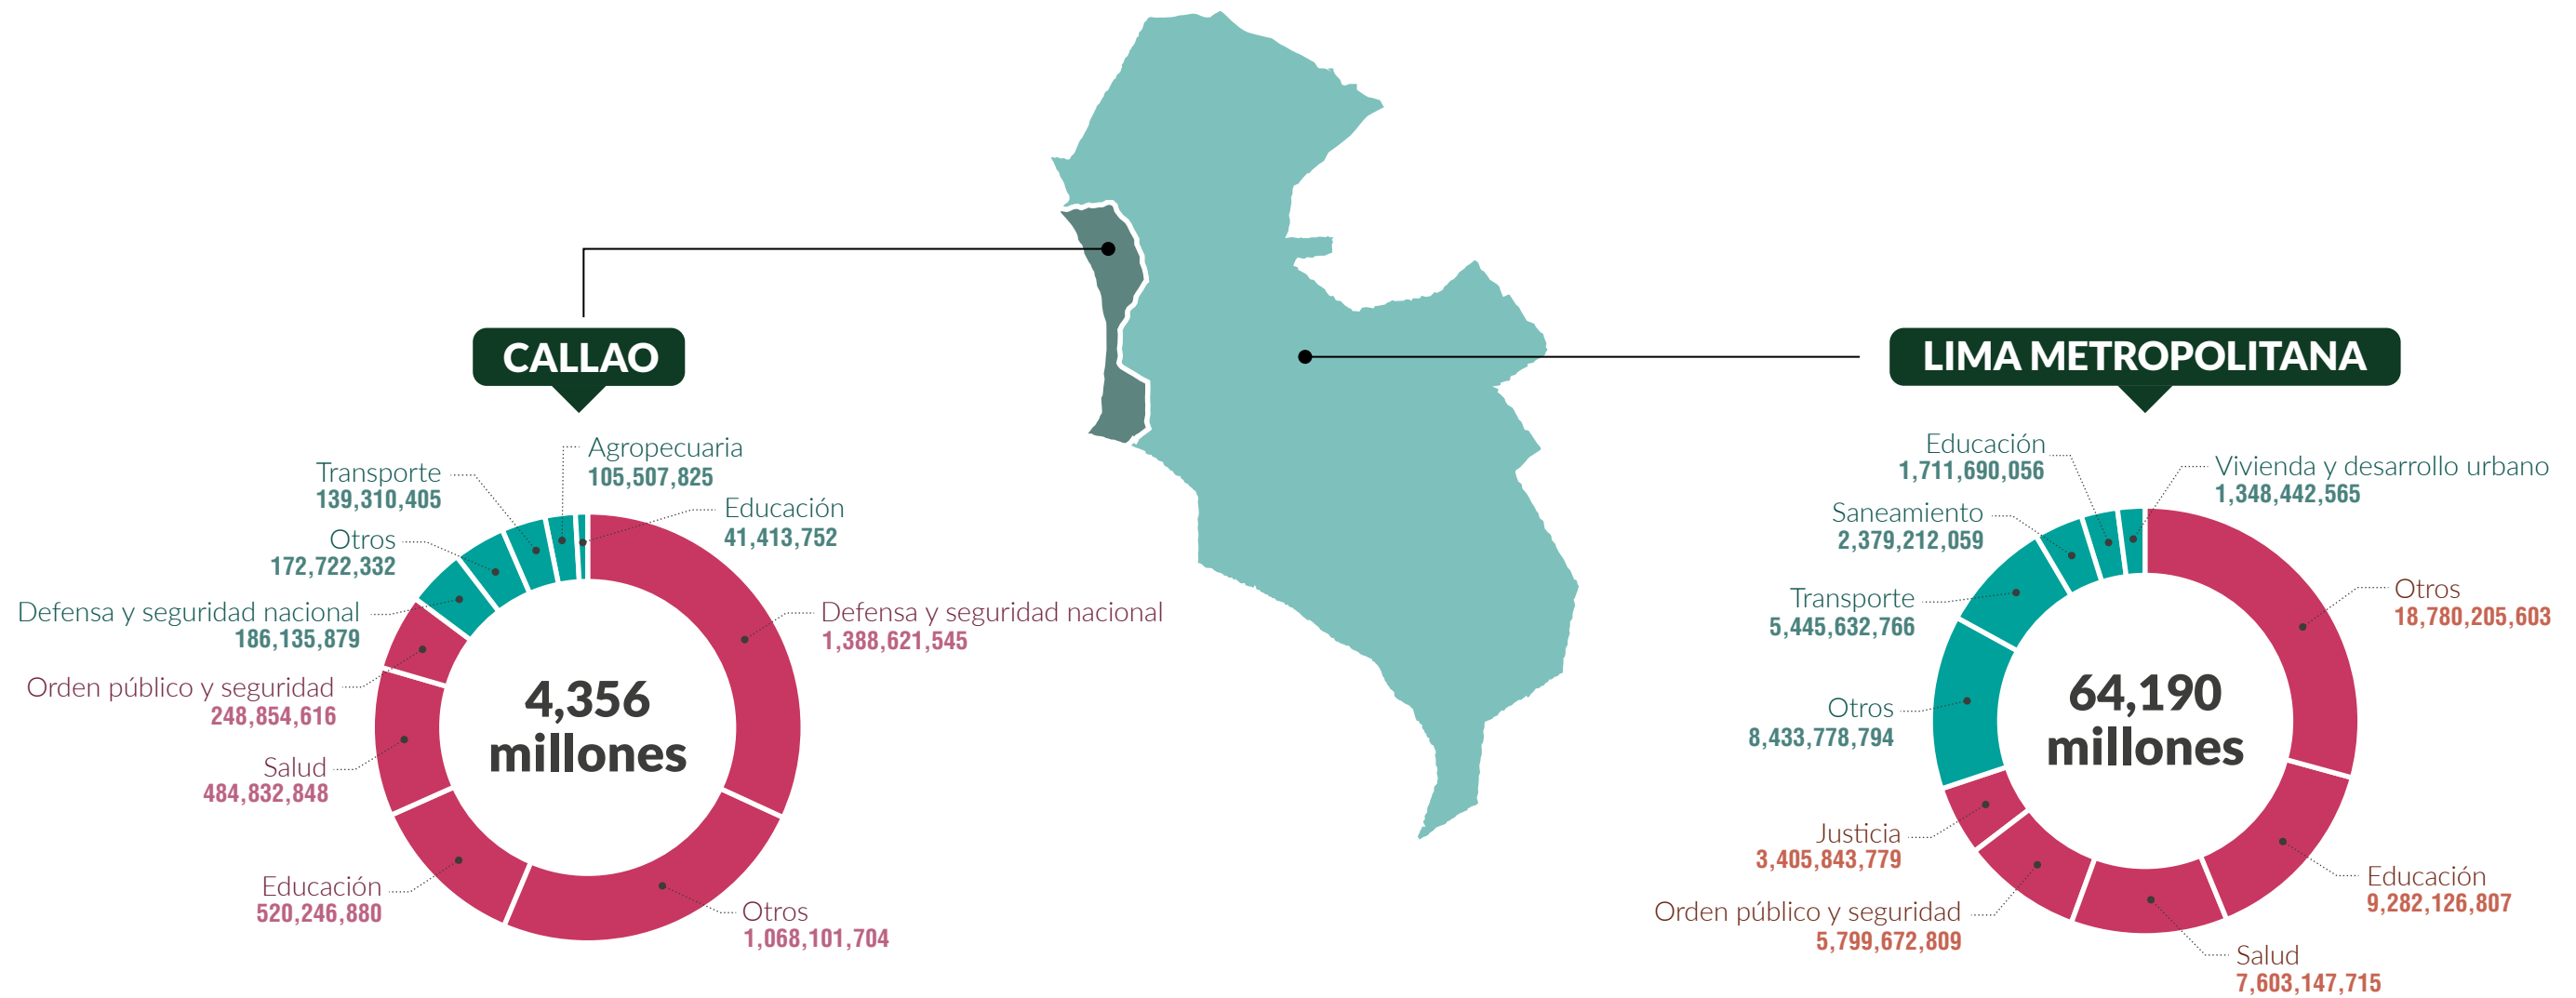 CALLAO
Agropecuaria
105,507,825
Transporte
139,310,405
Educación
41,413,752
Otros
172,722,332
Defensa y seguridad nacional
186,135,879
Defensa y seguridad nacional
1,388,621,545
Orden público y seguridad
248,854,616
4,356
millones
Salud
484,832,848
Educación
520,246,880
Otros
1,068,101,704
LIMA METROPOLITANA
Educación
1,711,690,056
Vivienda y desarrollo urbano
1,348,442,565
Saneamiento
2,379,212,059
Otros
18,780,205,603
Transporte
5,445,632,766
64,190
millones
Otros
8,433,778,794
Justicia
3,405,843,779
Educación
9,282,126,807
Orden público y seguridad
5,799,672,809
Salud
7,603,147,715